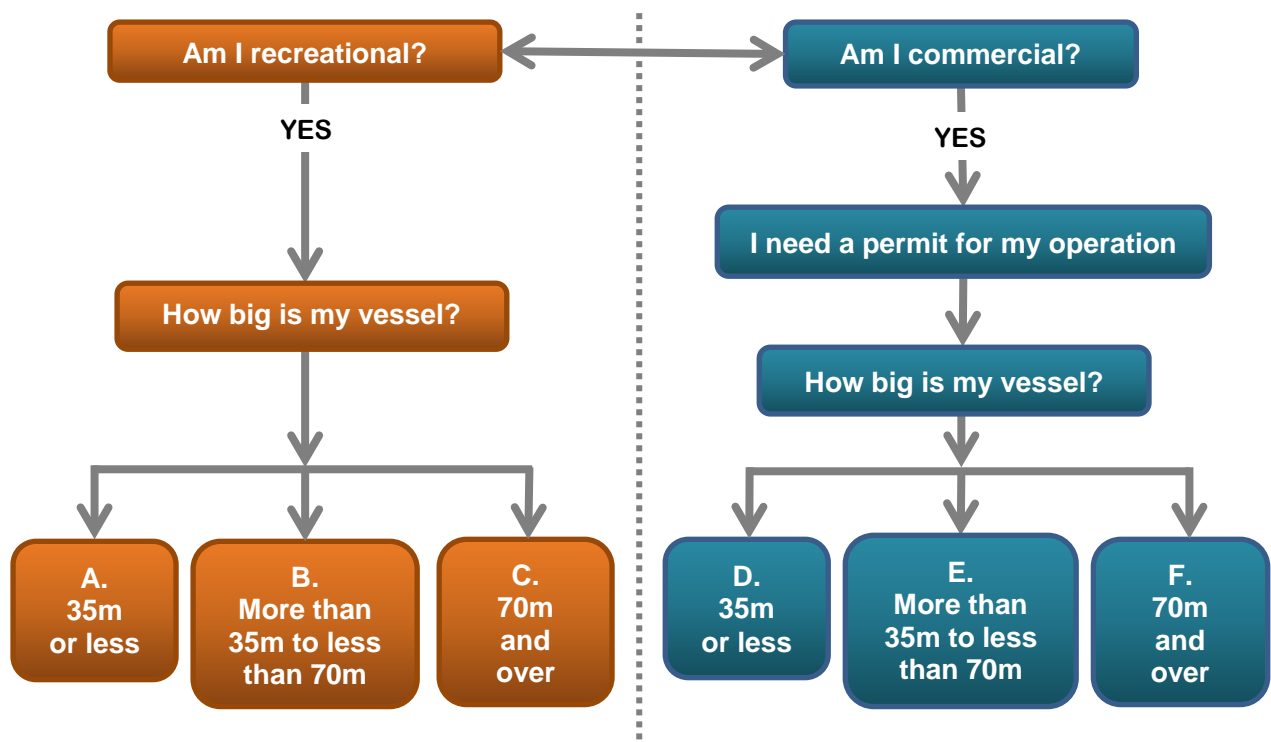 Am I recreational?
YES
How big is my vessel?
A.
35m
or less
B.
More than
35m to less
than 70m
C.
70m
and
over
Am I commercial?
YES
I need a permit for my operation
How big is my vessel?
D.
35m
or less
E.
More than
35m to less
than 70m
F.
70m
and
over